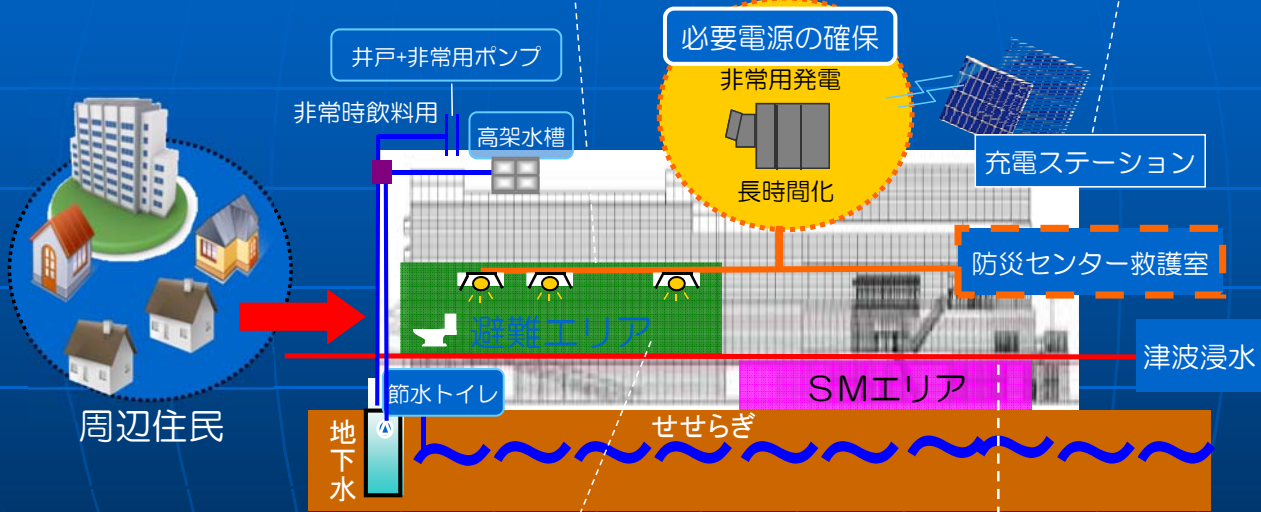 必要電源の確保
井戸+非常用ポンプ
非常用発電
非常時飲料用
高架水槽
充電ステーション
長時間化
防災センター救護室
避難エリア
津波浸水
SMエリア
節水トイレ
周辺住民
せせらぎ
地下水